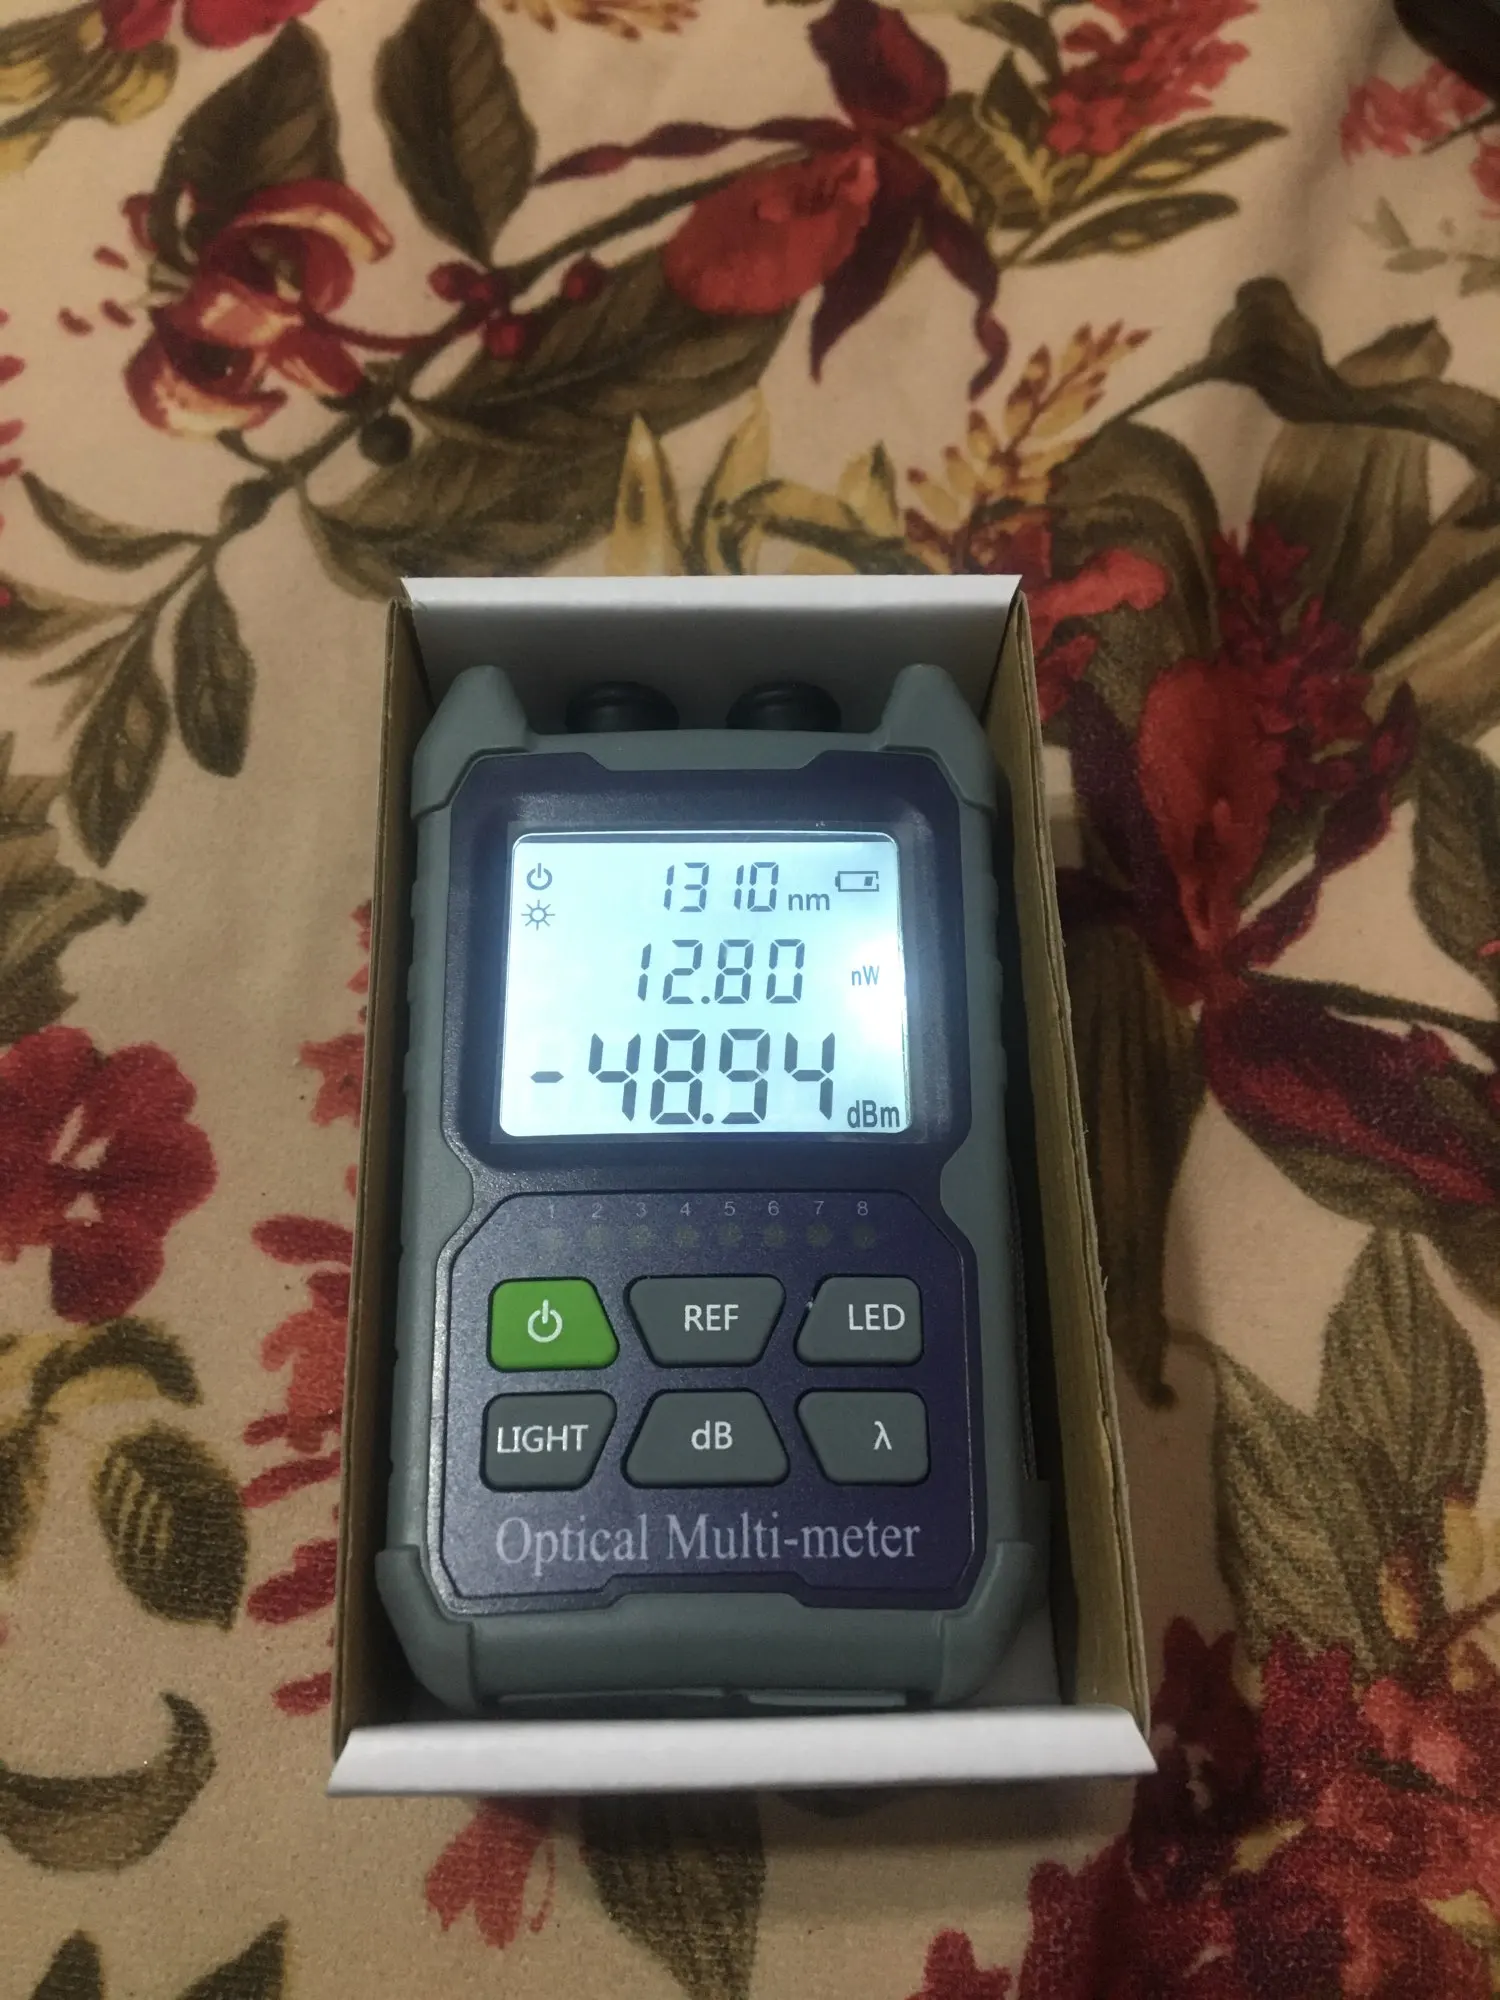 1310 nm
12.80 nW
-48.94 dBm
1 2 3 4 5 6 7 8
REF LED
LIGHT dB λ
Optical Multi-meter